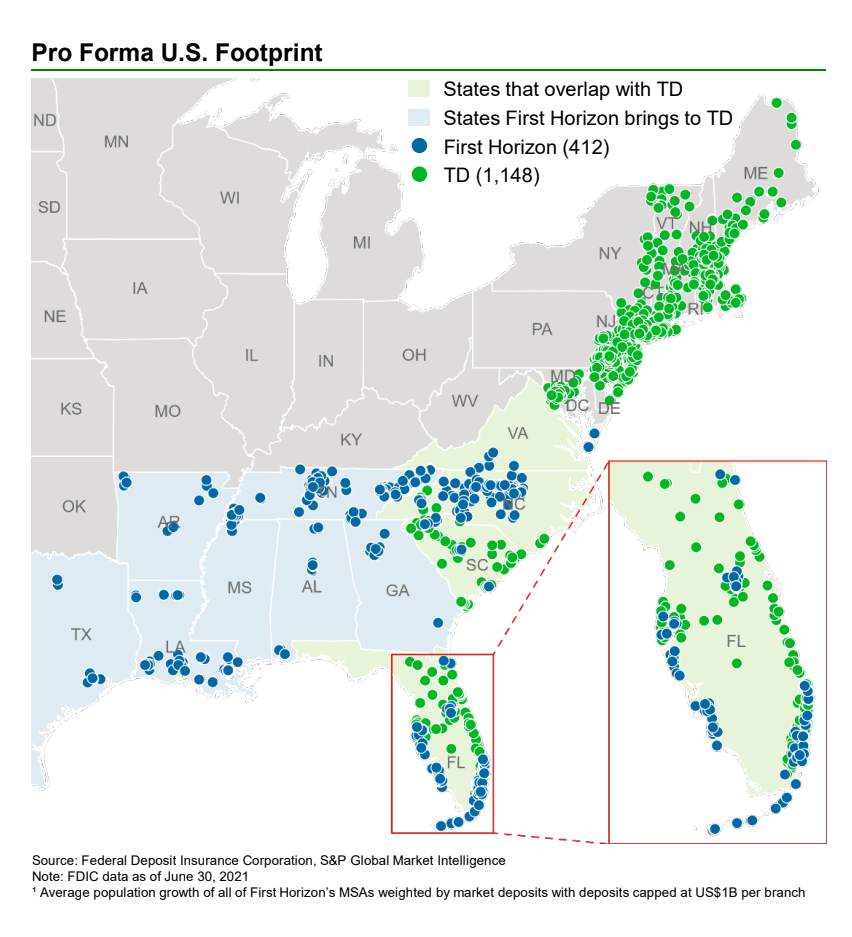 Pro Forma U.S. Footprint
States that overlap with TD
States First Horizon brings to TD
First Horizon (412)
TD (1,148)
ND
MN
ME
WI
SD
VT
NH
MI
NY
MA
IA
CT
RI
NE
NJ
PA
IL
IN
OH
MD
WV
DC
DE
KS
MO
VA
KY
TN
NC
OK
AR
SC
MS
AL
GA
TX
LA
FL
FL
Source: Federal Deposit Insurance Corporation, S&P Global Market Intelligence
Note: FDIC data as of June 30, 2021
¹ Average population growth of all of First Horizon's MSAs weighted by market deposits with deposits capped at US$1B per branch